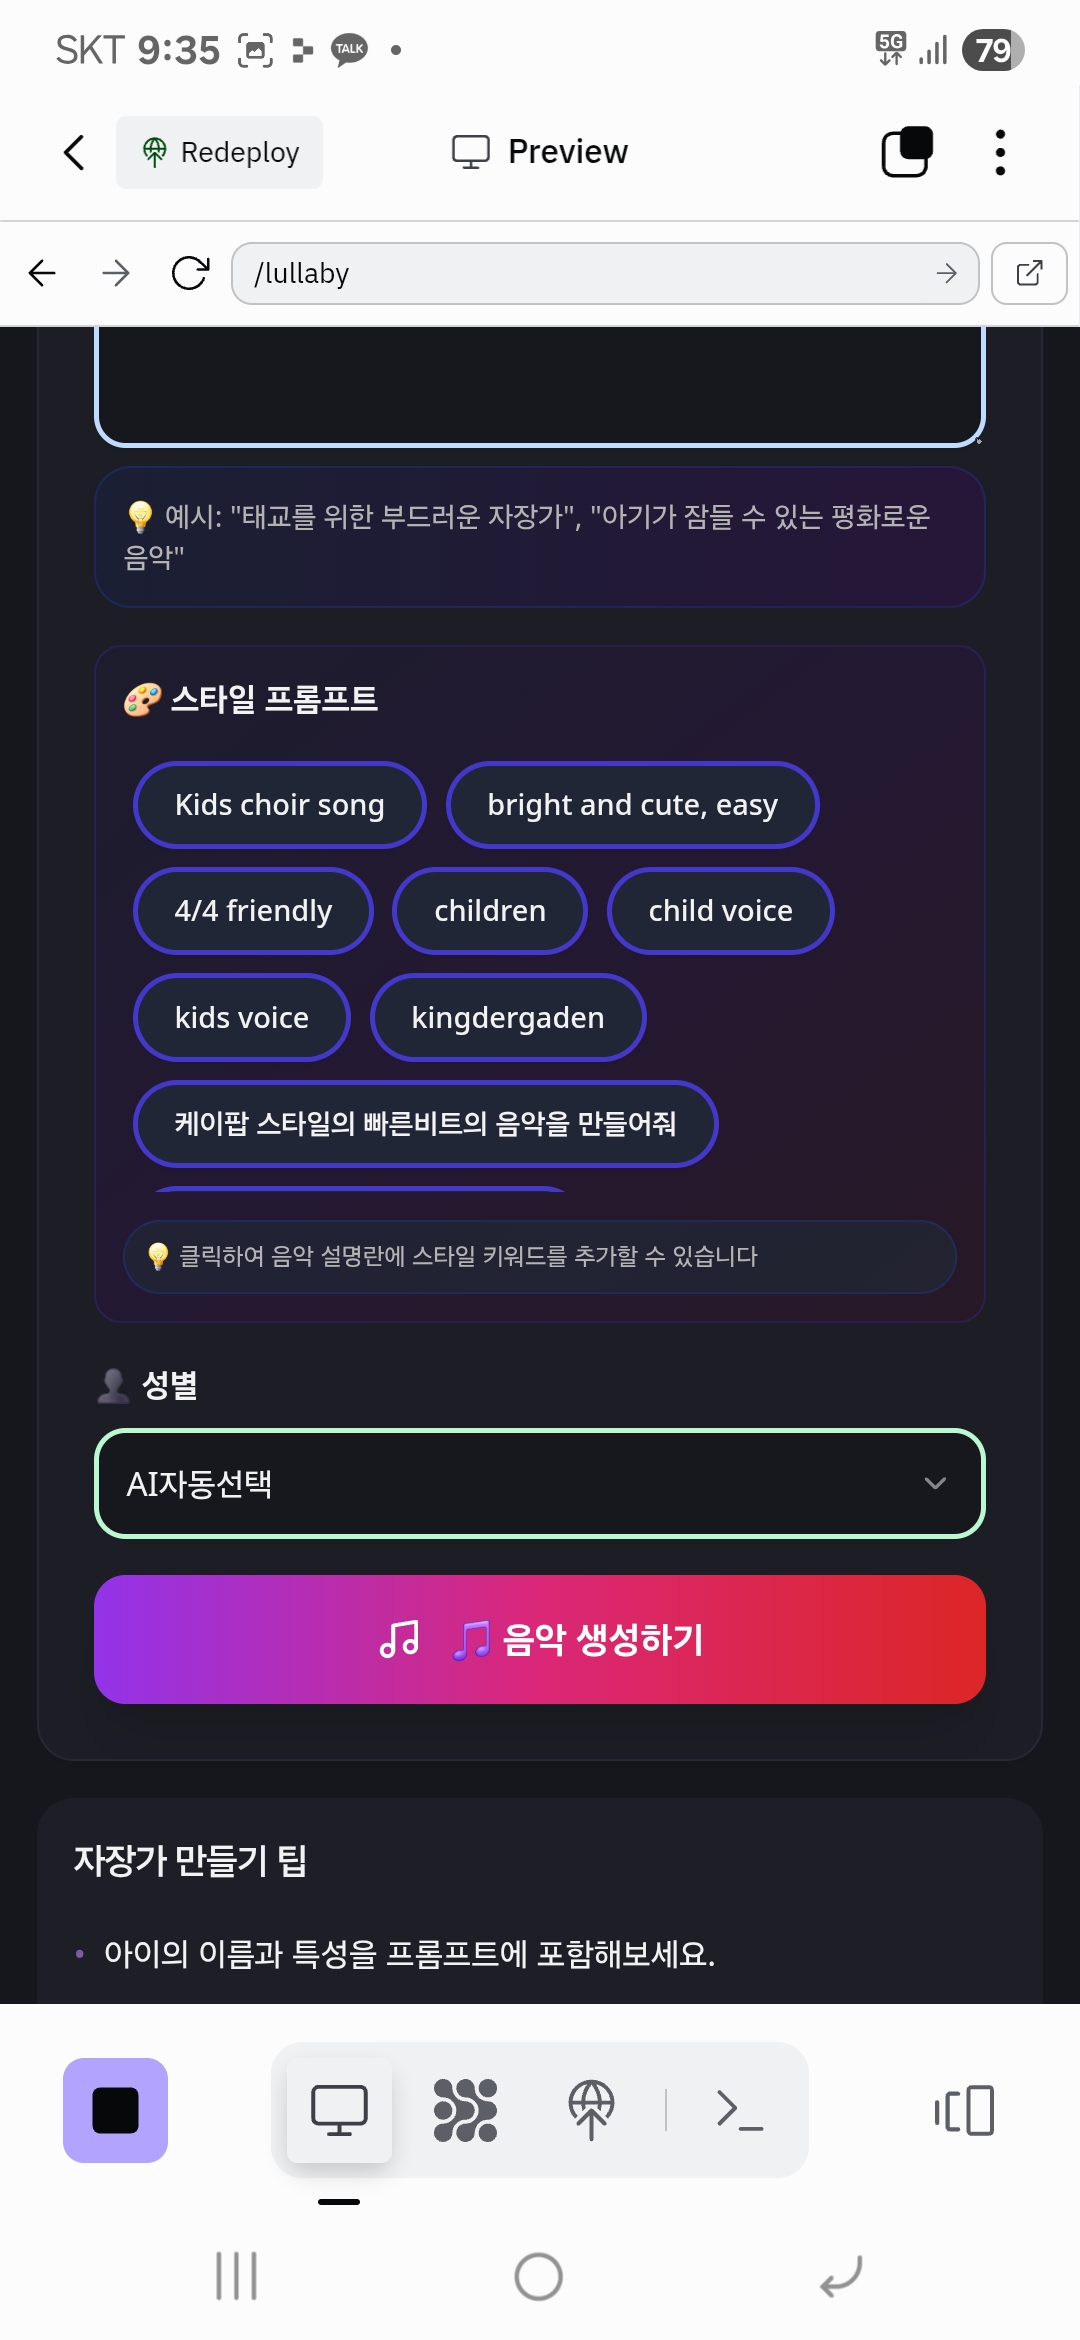 SKT 9:35 TALK 5G 79
Redeploy Preview
/lullaby
💡 예시: "태교를 위한 부드러운 자장가", "아기가 잠들 수 있는 평화로운
음악"
🎨 스타일 프롬프트
Kids choir song bright and cute, easy
4/4 friendly children child voice
kids voice kingdergaden
케이팝 스타일의 빠른비트의 음악을 만들어줘
💡 클릭하여 음악 설명란에 스타일 키워드를 추가할 수 있습니다
👤 성별
AI자동선택
🎵 음악 생성하기
자장가 만들기 팁
• 아이의 이름과 특성을 프롬프트에 포함해보세요.